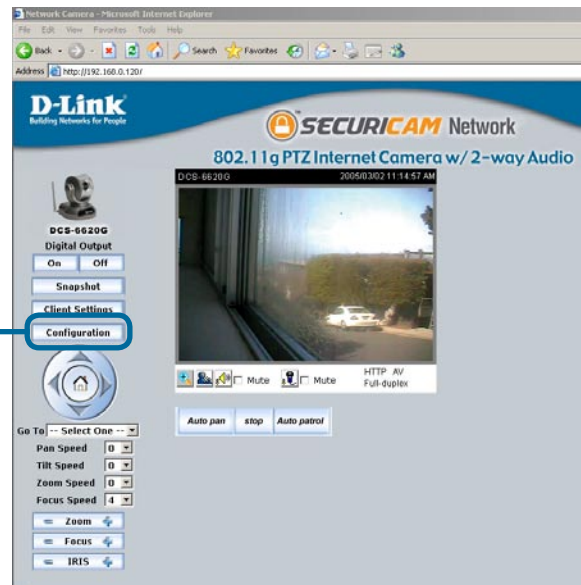 Network Camera - Microsoft Internet Explorer
File Edit View Favorites Tools Help
Back Search Favorites
Address http://192.168.0.120/
D-Link
Building Networks for People
SECURICAM Network
802.11g PTZ Internet Camera w/ 2-way Audio
DCS-6620G 2005/03/02 11:14:57 AM
DCS-6620G
Digital Output
On Off
Snapshot
Client Settings
Configuration
Mute Mute HTTP AV
Full-duplex
Auto pan stop Auto patrol
Go To -- Select One --
Pan Speed 0
Tilt Speed 0
Zoom Speed 0
Focus Speed 4
Zoom
Focus
IRIS